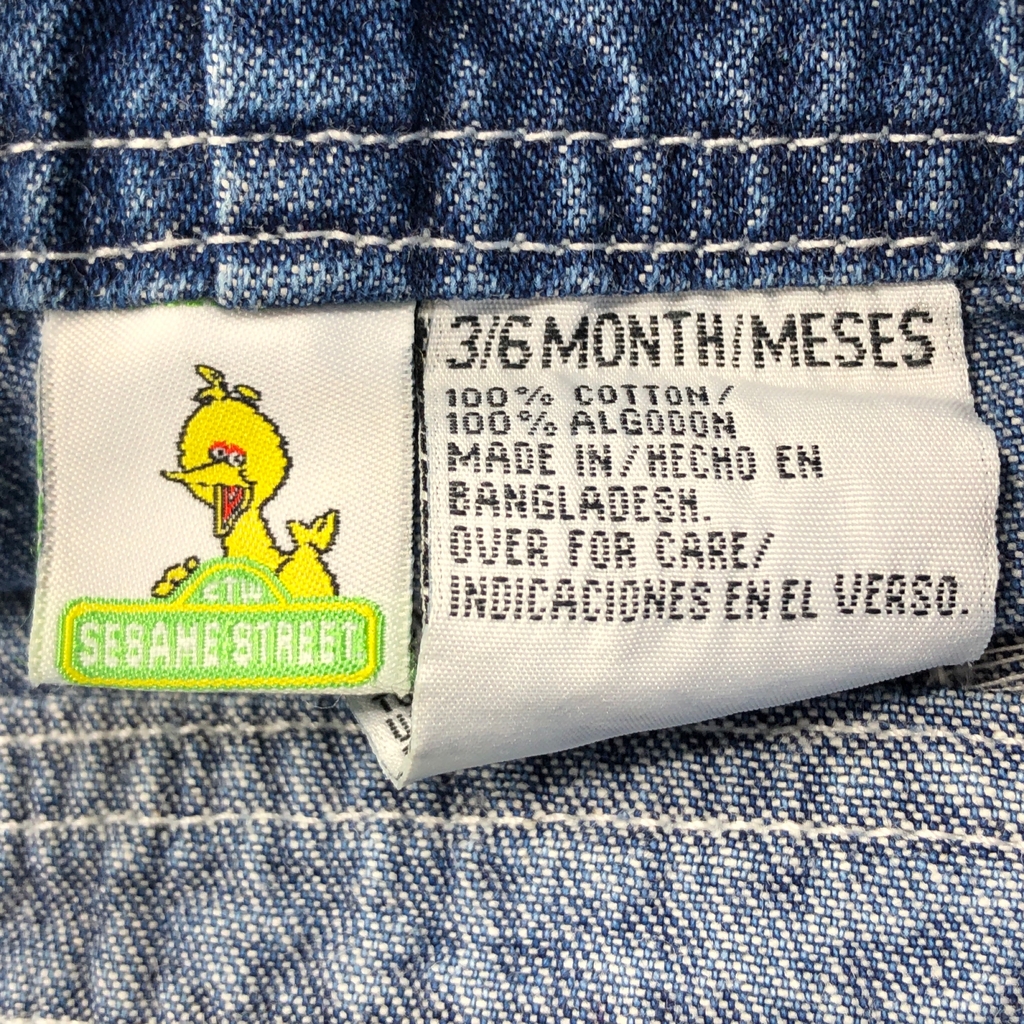 CTW
SESAME STREET
3/6 MONTH/MESES
100% COTTON/
100% ALGODON
MADE IN/HECHO EN
BANGLADESH.
OVER FOR CARE/
INDICACIONES EN EL VERSO.